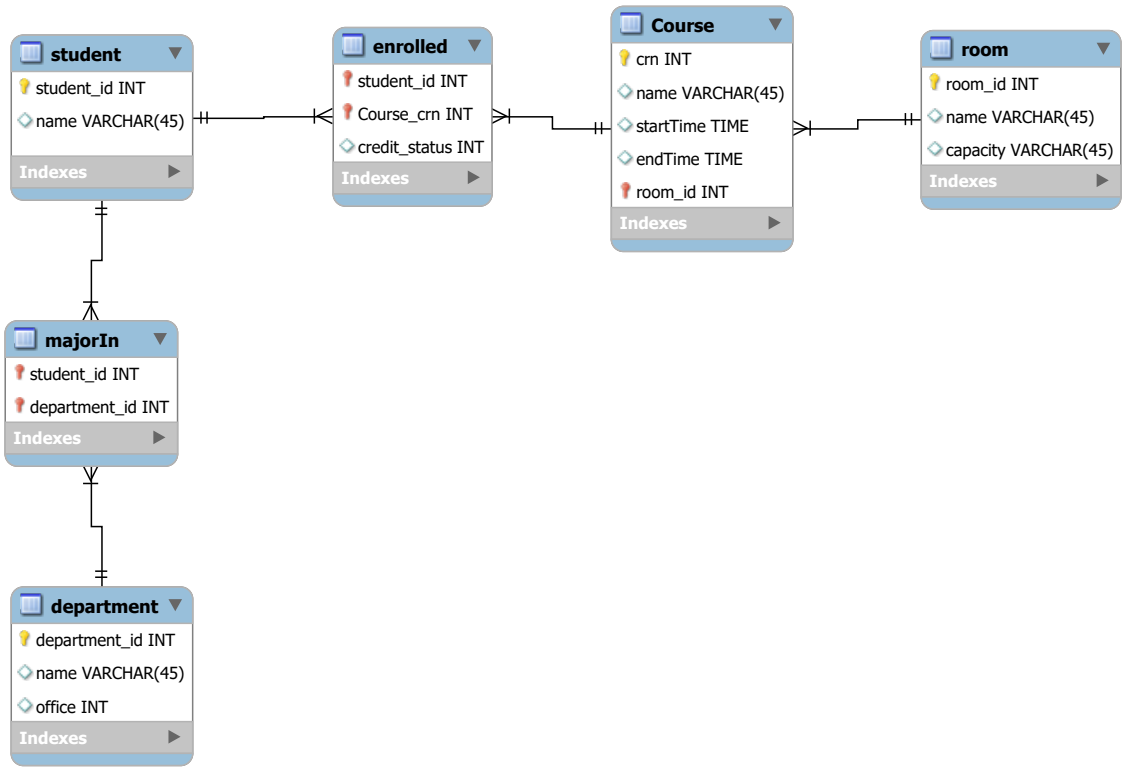 student
student_id INT
name VARCHAR(45)
Indexes
enrolled
student_id INT
Course_crn INT
credit_status INT
Indexes
Course
crn INT
name VARCHAR(45)
startTime TIME
endTime TIME
room_id INT
Indexes
room
room_id INT
name VARCHAR(45)
capacity VARCHAR(45)
Indexes
majorIn
student_id INT
department_id INT
Indexes
department
department_id INT
name VARCHAR(45)
office INT
Indexes